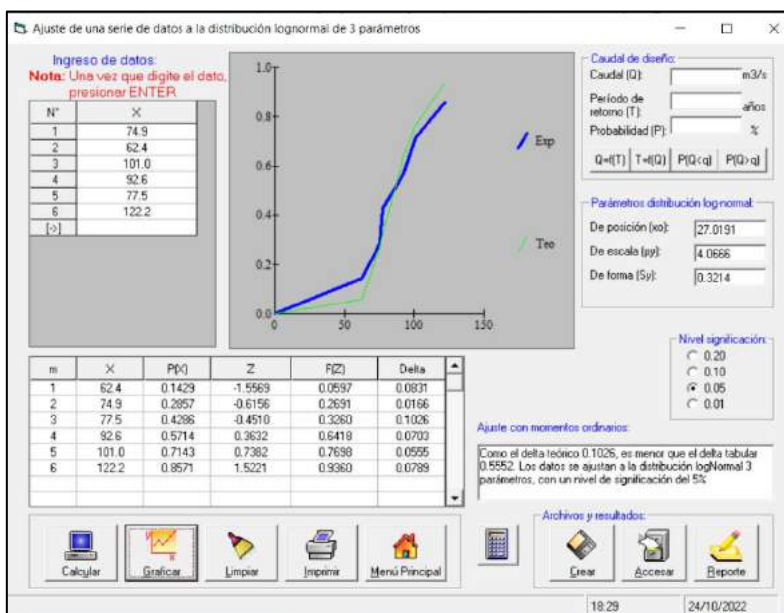 Ajuste de una serie de datos a la distribución lognormal de 3 parámetros
Ingreso de datos:
Nota: Una vez que digite el dato,
presionar ENTER
N° X
1 74.9
2 62.4
3 101.0
4 92.6
5 77.5
6 122.2
[->]
1.0
0.8
0.6
0.4
0.2
0.0
0 50 100 150
Exp
Teo
Caudal de diseño:
Caudal (Q): m3/s
Período de
retorno (T): años
Probabilidad (P): %
Q=f(T) T=f(Q) P(Q<q) P(Q>q)
Parámetros distribución log-normal:
De posición (xo): 27.0191
De escala (µy): 4.0666
De forma (Sy): 0.3214
Nivel significación:
0.20
0.10
0.05
0.01
m X P(X) Z F(Z) Delta
1 62.4 0.1429 -1.5569 0.0597 0.0831
2 74.9 0.2857 -0.6156 0.2691 0.0166
3 77.5 0.4286 -0.4510 0.3260 0.1026
4 92.6 0.5714 0.3632 0.6418 0.0703
5 101.0 0.7143 0.7382 0.7698 0.0555
6 122.2 0.8571 1.5221 0.9360 0.0789
Ajuste con momentos ordinarios:
Como el delta teórico 0.1026, es menor que el delta tabular
0.5552. Los datos se ajustan a la distribución logNormal 3
parámetros, con un nivel de significación del 5%
Calcular Graficar Limpiar Imprimir Menú Principal
Archivos y resultados:
Crear Accesar Reporte
18:29 24/10/2022